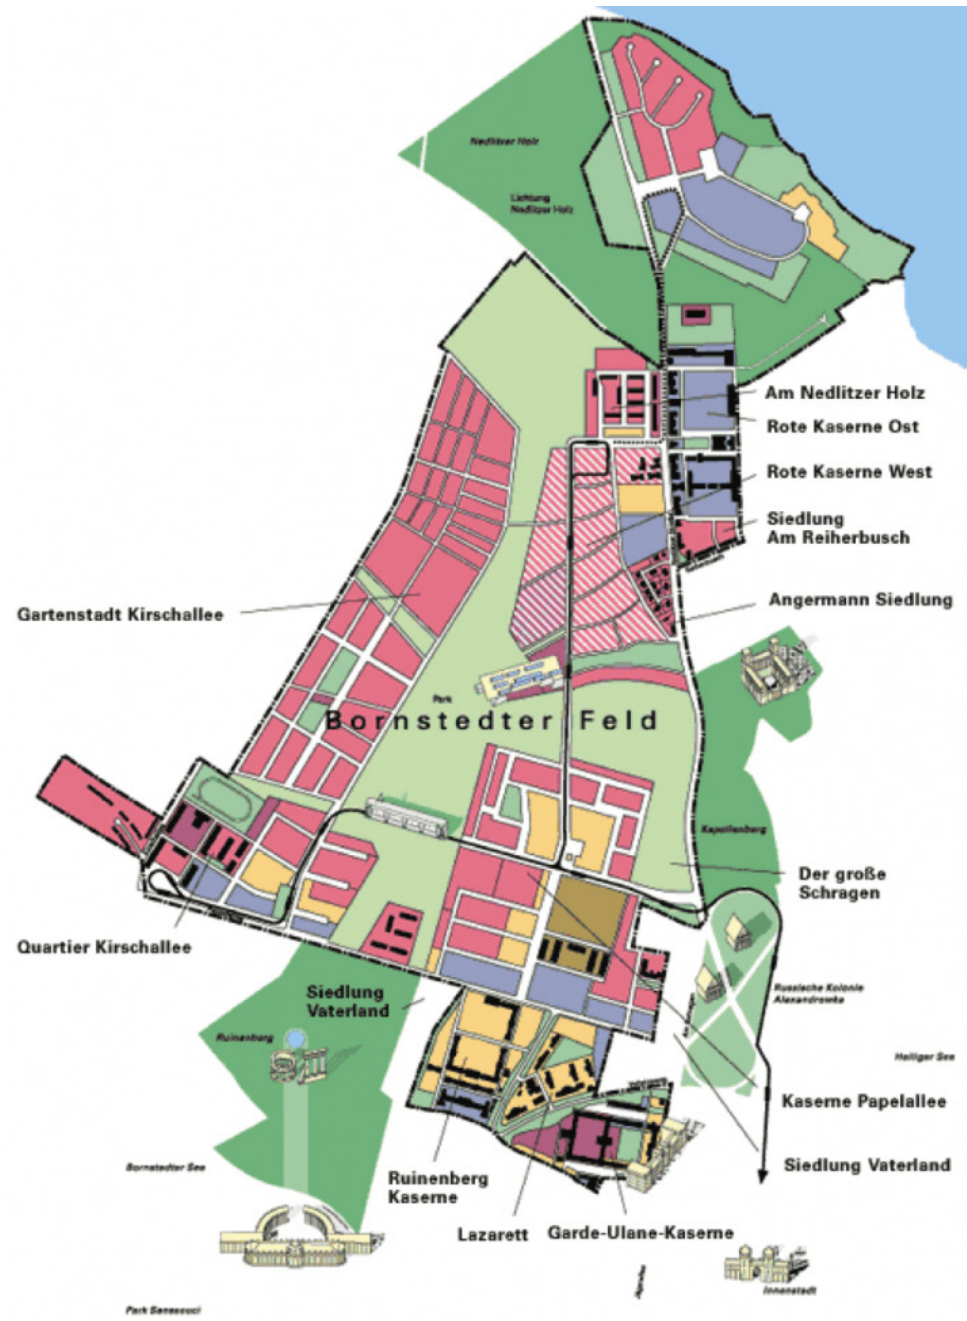 Nedlitzer Holz
Lichtung
Nedlitzer Holz
Am Nedlitzer Holz
Rote Kaserne Ost
Rote Kaserne West
Siedlung
Am Reiherbusch
Gartenstadt Kirschallee
Angermann Siedlung
Park
Bornstedter Feld
Kapellenberg
Der große
Schragen
Quartier Kirschallee
Siedlung
Vaterland
Russische Kolonie
Alexandrowka
Ruinenberg
Heiliger See
Kaserne Papelallee
Bornstedter See
Siedlung Vaterland
Ruinenberg
Kaserne
Lazarett
Garde-Ulane-Kaserne
Innenstadt
Park Sanssouci